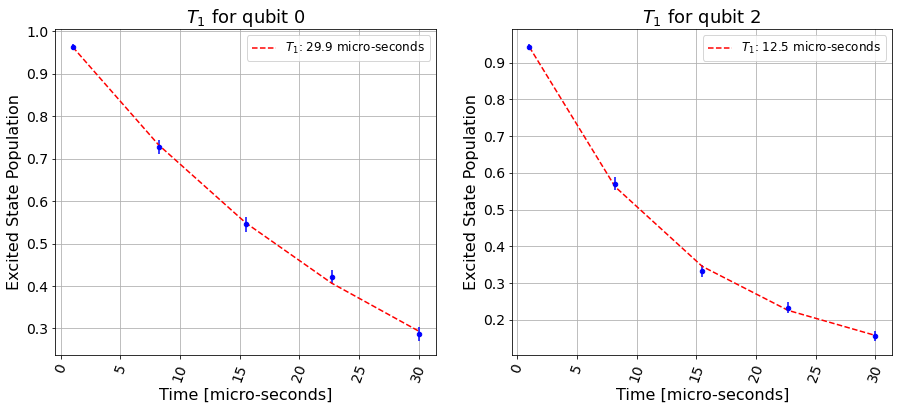 T₁ for qubit 0
T₁: 29.9 micro-seconds
Excited State Population
1.0
0.9
0.8
0.7
0.6
0.5
0.4
0.3
0 5 10 15 20 25 30
Time [micro-seconds]
T₁ for qubit 2
T₁: 12.5 micro-seconds
Excited State Population
0.9
0.8
0.7
0.6
0.5
0.4
0.3
0.2
0 5 10 15 20 25 30
Time [micro-seconds]